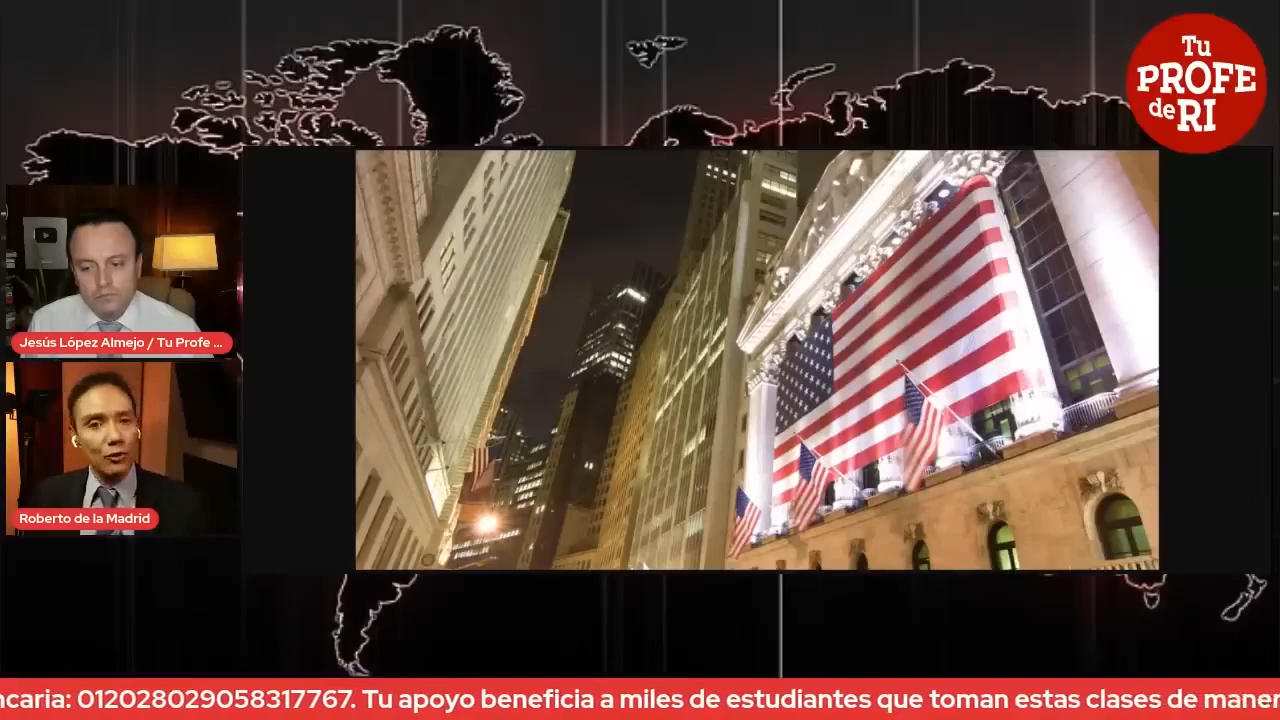 Tu
PROFE
de RI
Jesús López Almejo / Tu Profe ...
Roberto de la Madrid
ncaria: 012028029058317767. Tu apoyo beneficia a miles de estudiantes que toman estas clases de maner